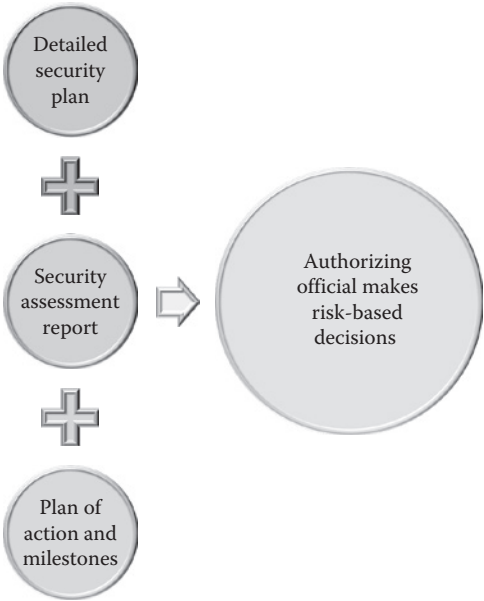 Detailed
security
plan
Security
assessment
report
Plan of
action and
milestones
Authorizing
official makes
risk-based
decisions